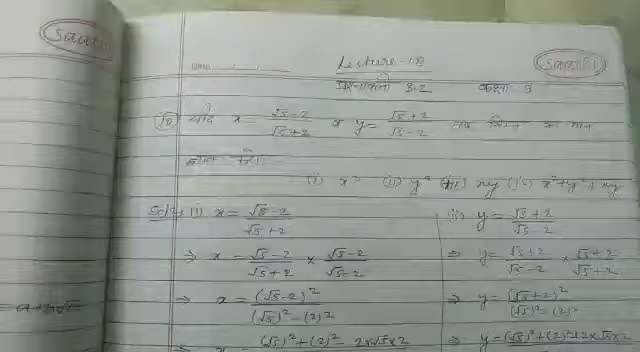 Lecture - 18
प्रश्नावली 3.2 कक्षा 9
यदि x = (√5-2)/(√5+2) व y = (√5+2)/(√5-2) तब निम्न का मान
ज्ञात करो
(i) x² (ii) y² (iii) xy (iv) x²+y²+xy
Soln (i) x = (√5-2)/(√5+2)
⇒ x = (√5-2)/(√5+2) × (√5-2)/(√5-2)
⇒ x = (√5-2)²/((√5)²-(2)²)
(√5)²+(2)²-2×√5×2
ii) y = (√5+2)/(√5-2)
⇒ y = (√5+2)/(√5-2) × (√5+2)/(√5+2)
⇒ y = (√5+2)²/((√5)²-(2)²)
⇒ y = (√5)²+(2)²+2×√5×2